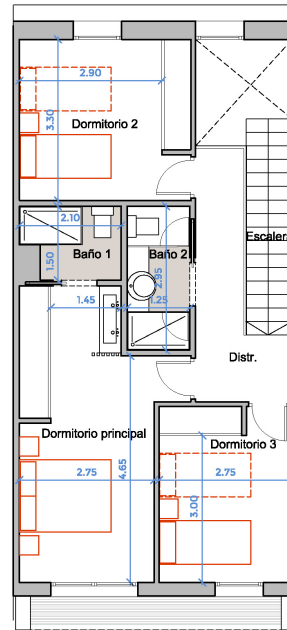 2.90
3.30
Dormitorio 2
2.10
Baño 1
Baño 2
1.50
2.95
Escaler
1.45
1.25
Distr.
Dormitorio principal
Dormitorio 3
2.75
4.65
2.75
3.00